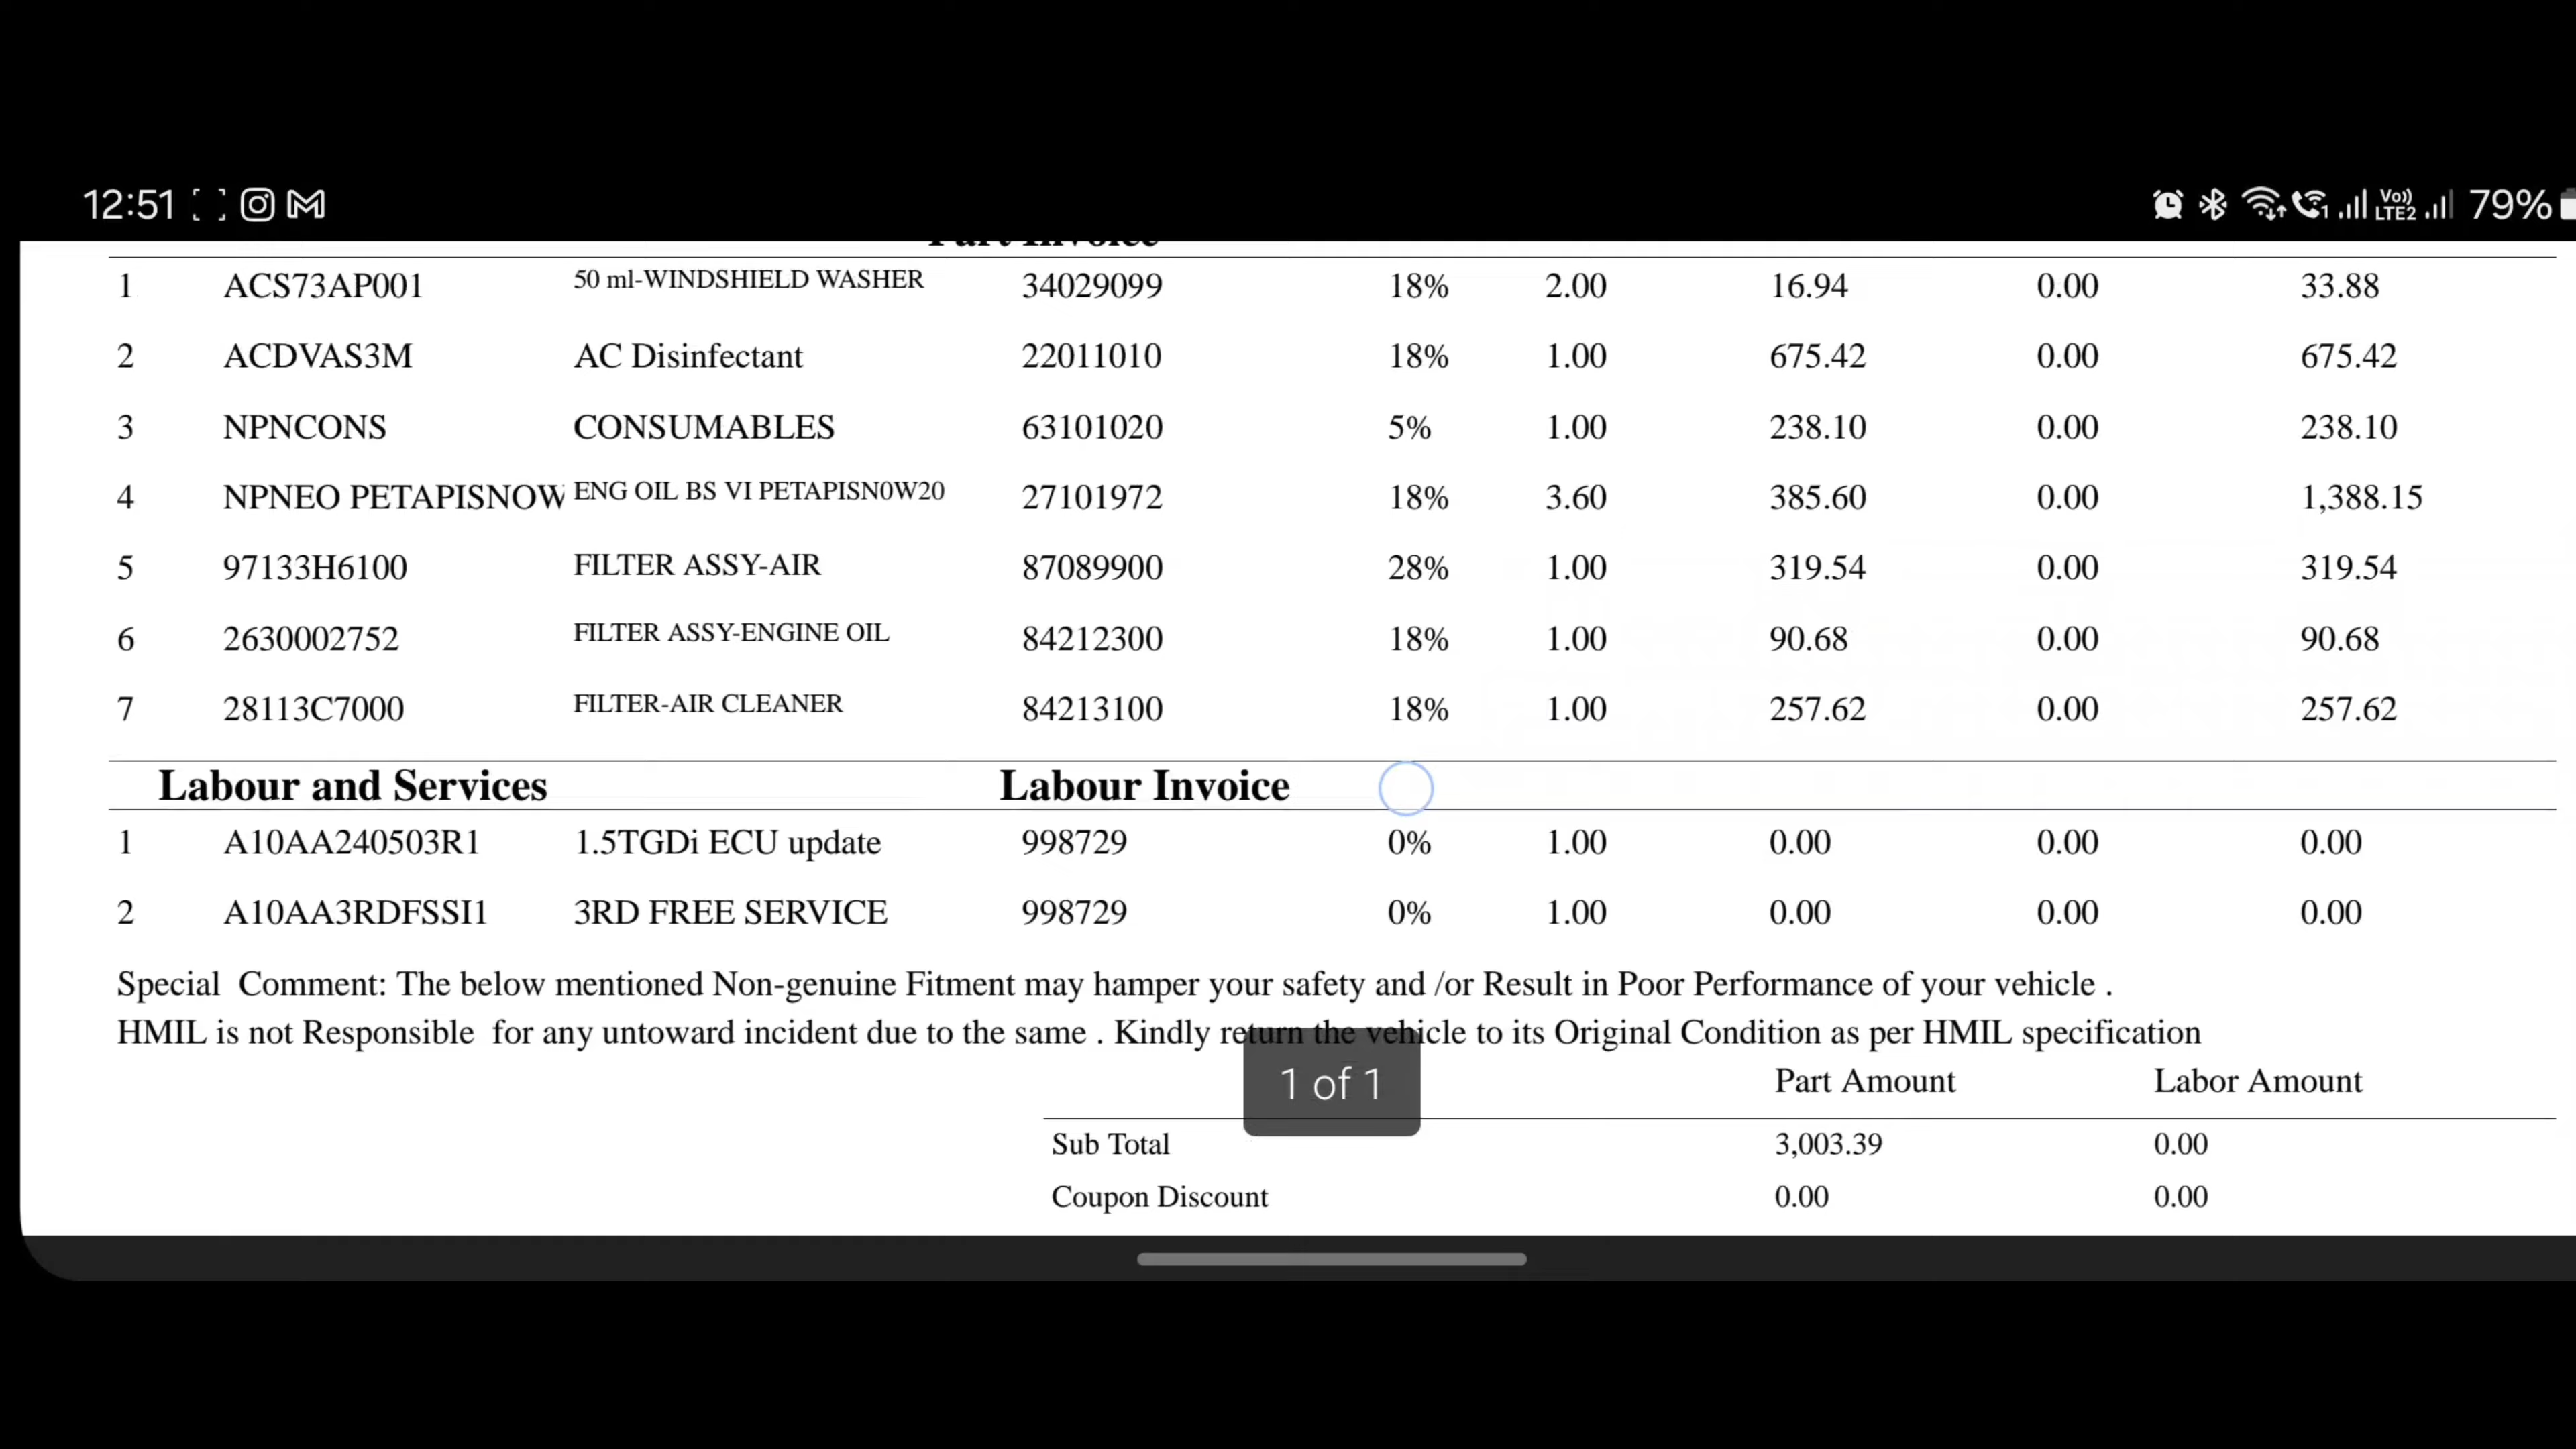 12:51 Vo)) LTE2 79%
Part Invoice
1 ACS73AP001 50 ml-WINDSHIELD WASHER 34029099 18% 2.00 16.94 0.00 33.88
2 ACDVAS3M AC Disinfectant 22011010 18% 1.00 675.42 0.00 675.42
3 NPNCONS CONSUMABLES 63101020 5% 1.00 238.10 0.00 238.10
4 NPNEO PETAPISNOW ENG OIL BS VI PETAPISN0W20 27101972 18% 3.60 385.60 0.00 1,388.15
5 97133H6100 FILTER ASSY-AIR 87089900 28% 1.00 319.54 0.00 319.54
6 2630002752 FILTER ASSY-ENGINE OIL 84212300 18% 1.00 90.68 0.00 90.68
7 28113C7000 FILTER-AIR CLEANER 84213100 18% 1.00 257.62 0.00 257.62
Labour and Services Labour Invoice
1 A10AA240503R1 1.5TGDi ECU update 998729 0% 1.00 0.00 0.00 0.00
2 A10AA3RDFSSI1 3RD FREE SERVICE 998729 0% 1.00 0.00 0.00 0.00
Special Comment: The below mentioned Non-genuine Fitment may hamper your safety and /or Result in Poor Performance of your vehicle .
HMIL is not Responsible for any untoward incident due to the same . Kindly return the vehicle to its Original Condition as per HMIL specification
1 of 1
Part Amount Labor Amount
Sub Total 3,003.39 0.00
Coupon Discount 0.00 0.00